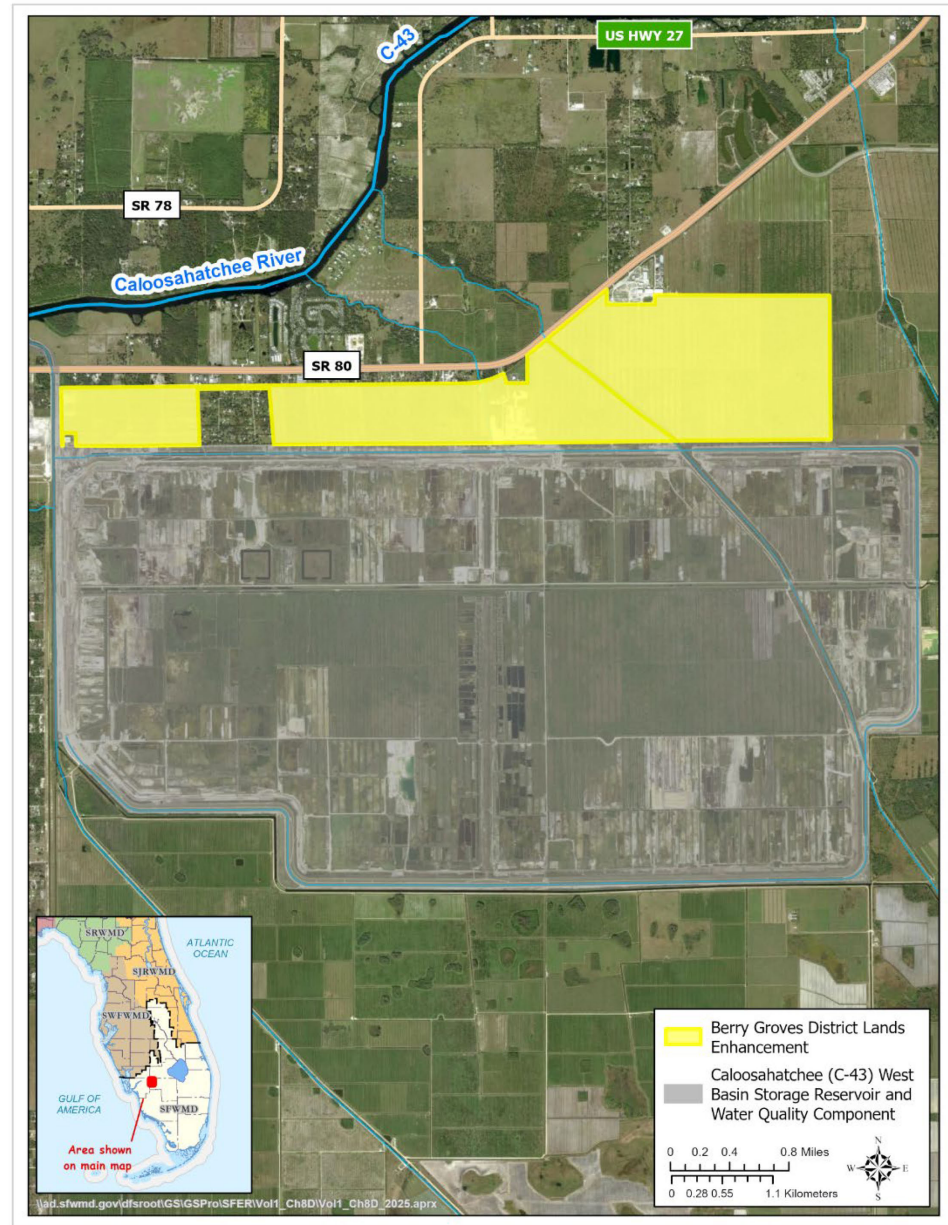 US HWY 27
C-43
SR 78
Caloosahatchee River
SR 80
SRWMD
SJRWMD
SWFWMD
SFWMD
ATLANTIC
OCEAN
GULF OF
AMERICA
Area shown
on main map
Berry Groves District Lands
Enhancement
Caloosahatchee (C-43) West
Basin Storage Reservoir and
Water Quality Component
0 0.2 0.4 0.8 Miles
0 0.28 0.55 1.1 Kilometers
N
W E
S
\\ad.sfwmd.gov\dfsroot\GS\GSPro\SFER\Vol1_Ch8D\Vol1_Ch8D_2025.aprx